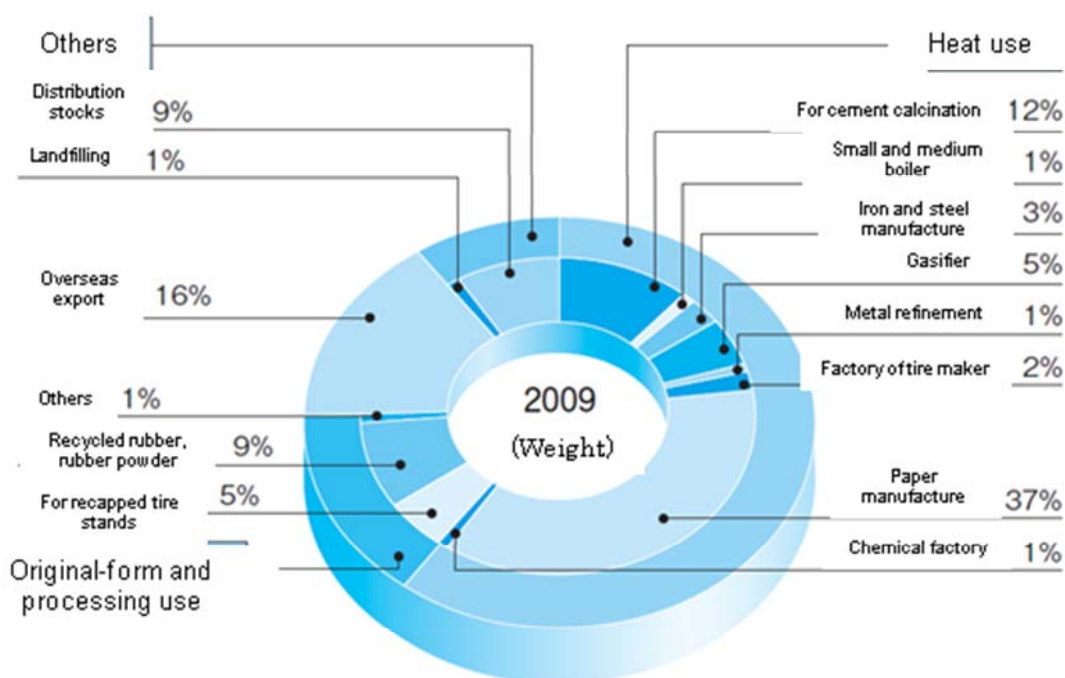 Others
Distribution
stocks
9%
Landfilling
1%
Overseas
export
16%
Others
1%
Recycled rubber,
rubber powder
9%
For recapped tire
stands
5%
Original-form and
processing use
2009
(Weight)
Heat use
For cement calcination
12%
Small and medium
boiler
1%
Iron and steel
manufacture
3%
Gasifier
5%
Metal refinement
1%
Factory of tire maker
2%
Paper
manufacture
37%
Chemical factory
1%